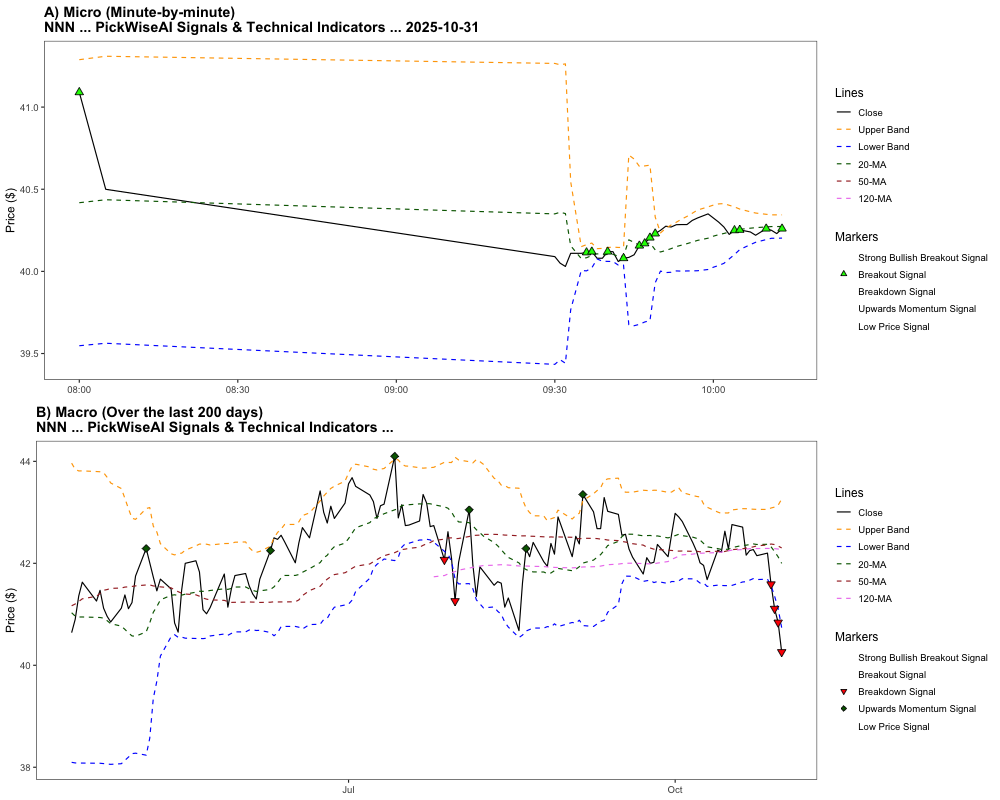 A) Micro (Minute-by-minute)
NNN ... PickWiseAI Signals & Technical Indicators ... 2025-10-31
Price ($)
41.0
40.5
40.0
39.5
08:00
08:30
09:00
09:30
10:00
Lines
Close
Upper Band
Lower Band
20-MA
50-MA
120-MA
Markers
Strong Bullish Breakout Signal
Breakout Signal
Breakdown Signal
Upwards Momentum Signal
Low Price Signal
B) Macro (Over the last 200 days)
NNN ... PickWiseAI Signals & Technical Indicators ...
Price ($)
44
42
40
38
Jul
Oct
Lines
Close
Upper Band
Lower Band
20-MA
50-MA
120-MA
Markers
Strong Bullish Breakout Signal
Breakout Signal
Breakdown Signal
Upwards Momentum Signal
Low Price Signal